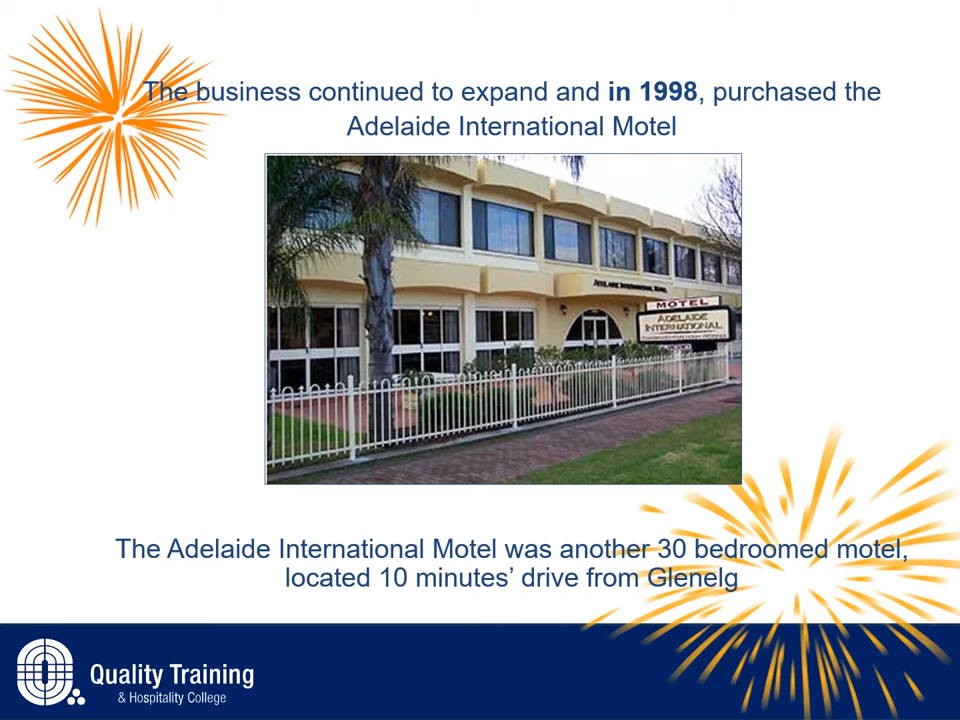 The business continued to expand and in 1998, purchased the
Adelaide International Motel
ADELAIDE INTERNATIONAL MOTEL
MOTEL
ADELAIDE
INTERNATIONAL
The Adelaide International Motel was another 30 bedroomed motel,
located 10 minutes’ drive from Glenelg
Quality Training
& Hospitality College